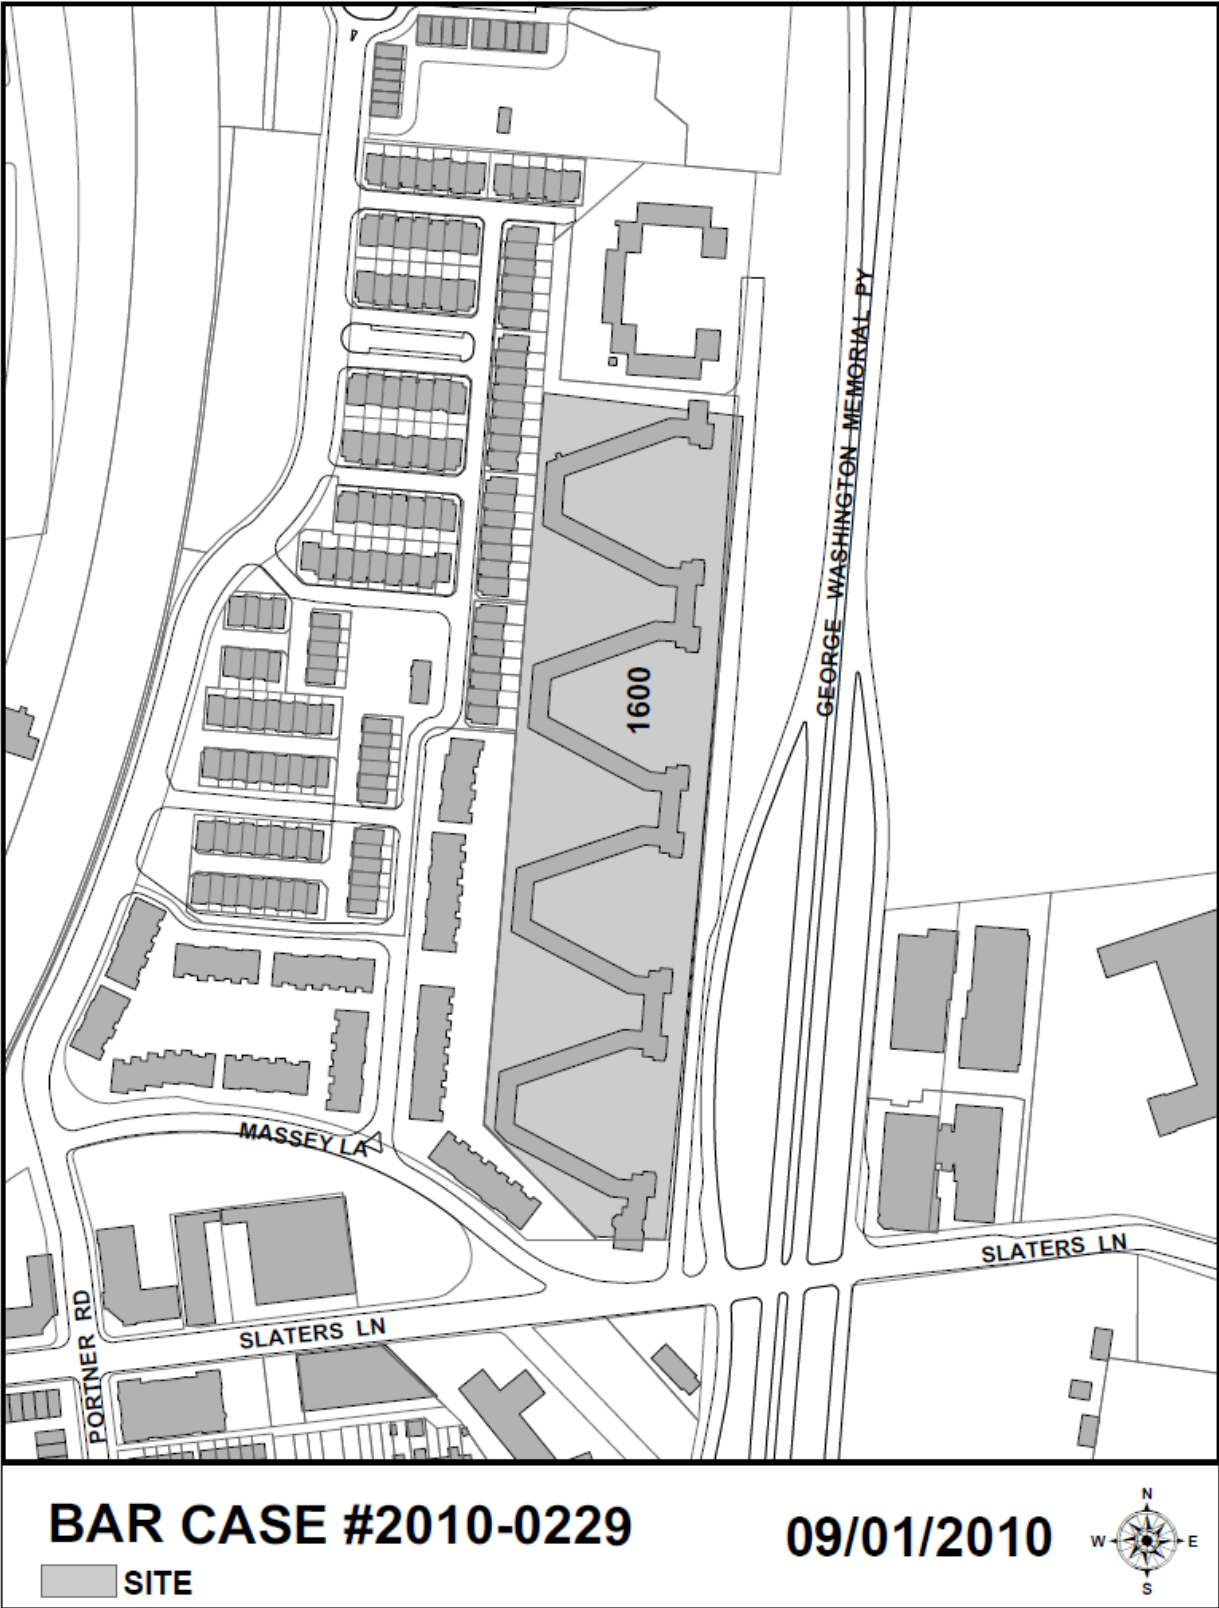 GEORGE WASHINGTON MEMORIAL PY
1600
MASSEY LA
SLATERS LN
SLATERS LN
PORTNER RD
BAR CASE #2010-0229
09/01/2010
N
W E
S
SITE